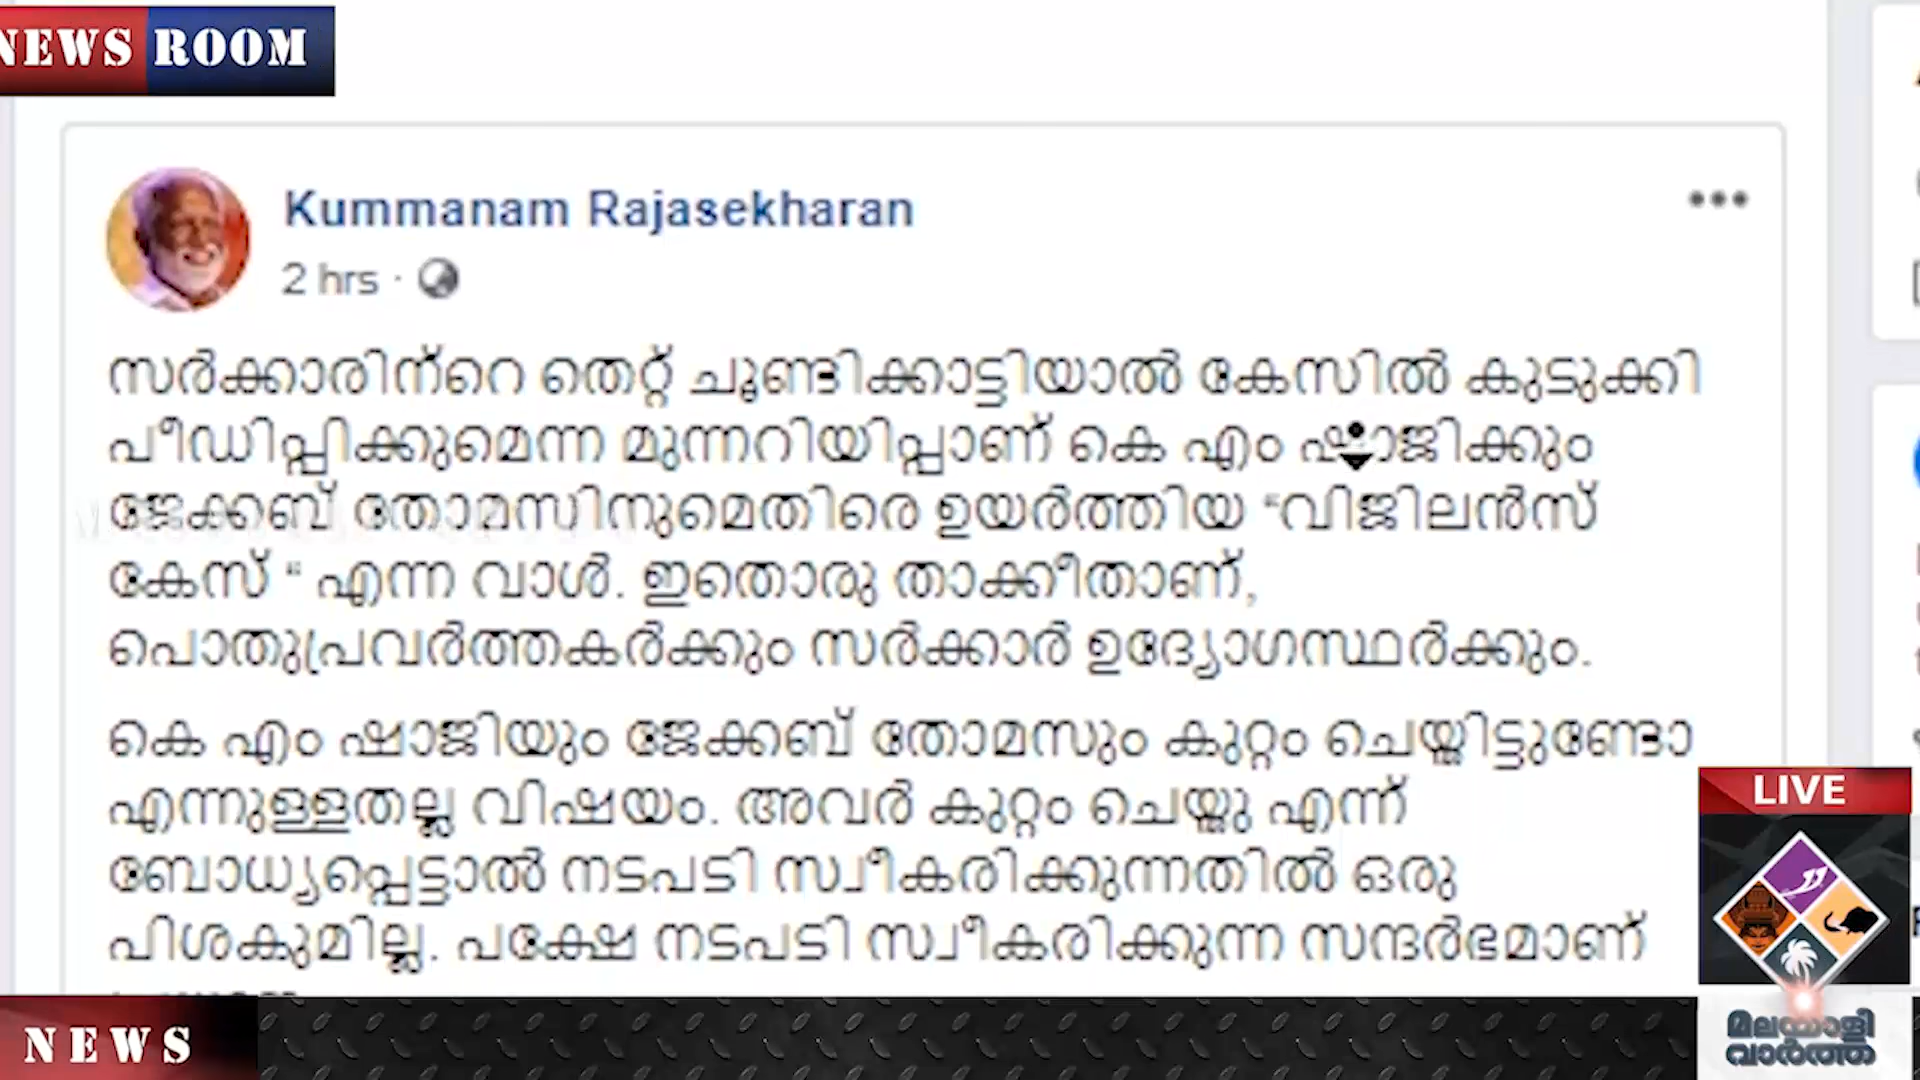 NEWS ROOM
Kummanam Rajasekharan
2 hrs ·
സർക്കാരിന്റെ തെറ്റ് ചൂണ്ടിക്കാട്ടിയാൽ കേസിൽ കുടുക്കി
പീഡിപ്പിക്കുമെന്ന മുന്നറിയിപ്പാണ് കെ എം ഷാജിക്കും
ജേക്കബ് തോമസിനുമെതിരെ ഉയർത്തിയ “വിജിലൻസ്
കേസ് “ എന്ന വാൾ. ഇതൊരു താക്കീതാണ്,
പൊതുപ്രവർത്തകർക്കും സർക്കാർ ഉദ്യോഗസ്ഥർക്കും.
കെ എം ഷാജിയും ജേക്കബ് തോമസും കുറ്റം ചെയ്തിട്ടുണ്ടോ
എന്നുള്ളതല്ല വിഷയം. അവർ കുറ്റം ചെയ്തു എന്ന്
ബോധ്യപ്പെട്ടാൽ നടപടി സ്വീകരിക്കുന്നതിൽ ഒരു
പിശകുമില്ല. പക്ഷേ നടപടി സ്വീകരിക്കുന്ന സന്ദർഭമാണ്
LIVE
മലയാളി
വാർത്ത
NEWS